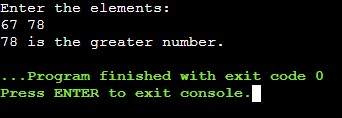 Enter the elements:
67 78
78 is the greater number.
...Program finished with exit code 0
Press ENTER to exit console.